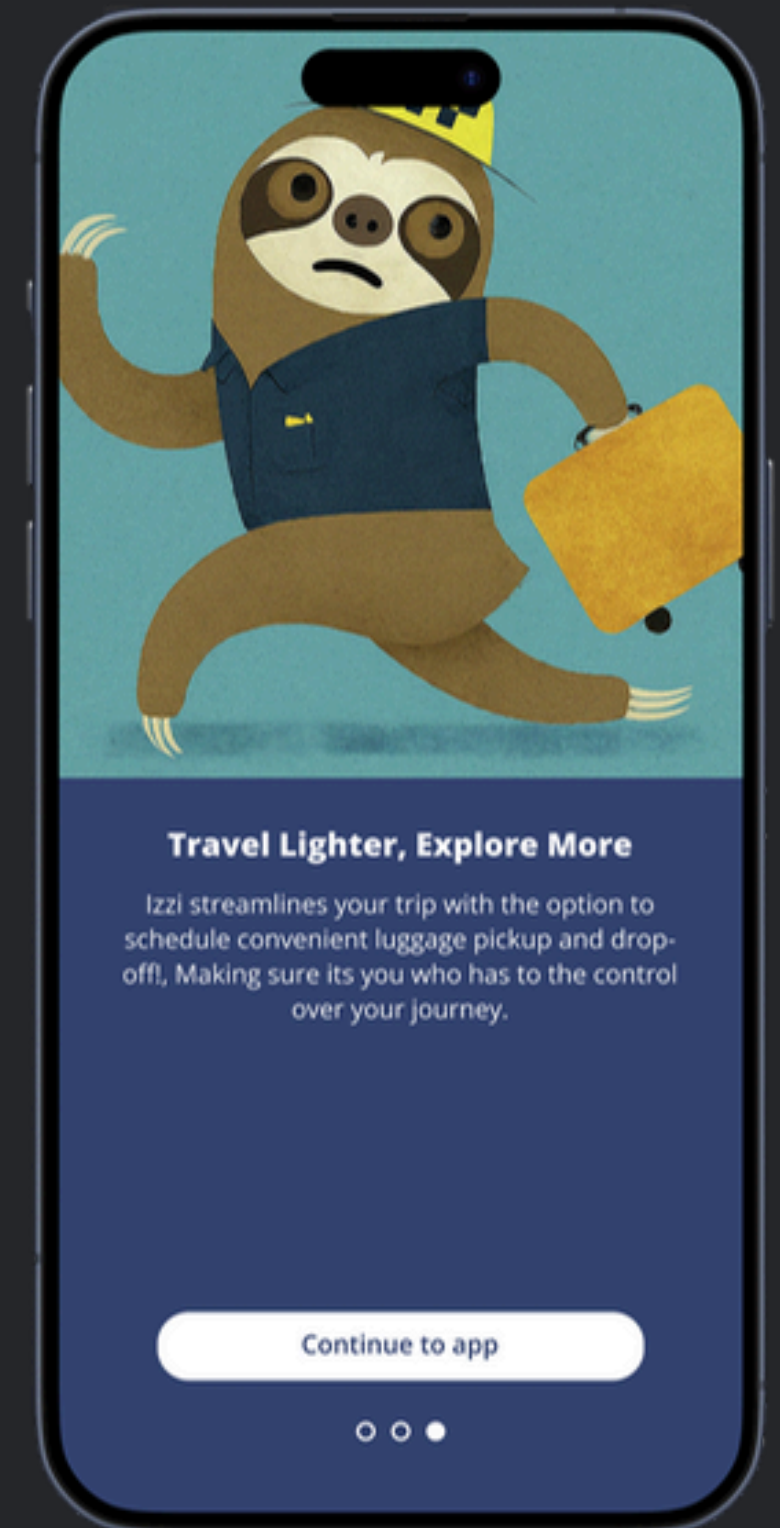 Travel Lighter, Explore More
Izzi streamlines your trip with the option to
schedule convenient luggage pickup and drop-
off!, Making sure its you who has to the control
over your journey.
Continue to app